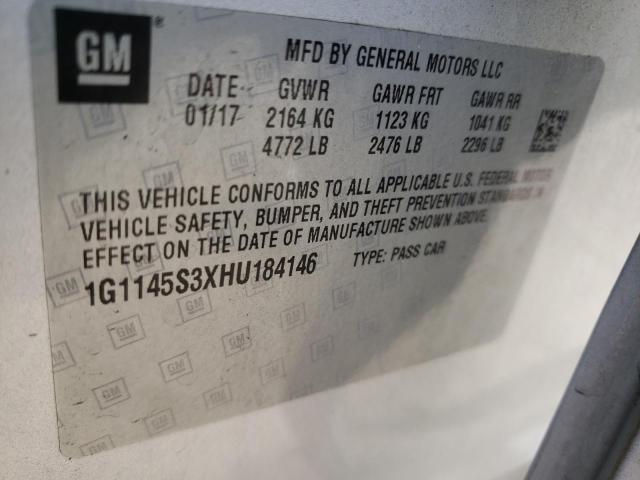 GM ®
MFD BY GENERAL MOTORS LLC
DATE GVWR GAWR FRT GAWR RR
01/17 2164 KG 1123 KG 1041 KG
4772 LB 2476 LB 2296 LB
THIS VEHICLE CONFORMS TO ALL APPLICABLE U.S. FEDERAL MOTOR
VEHICLE SAFETY, BUMPER, AND THEFT PREVENTION STANDARDS IN
EFFECT ON THE DATE OF MANUFACTURE SHOWN ABOVE.
1G1145S3XHU184146 TYPE: PASS CAR